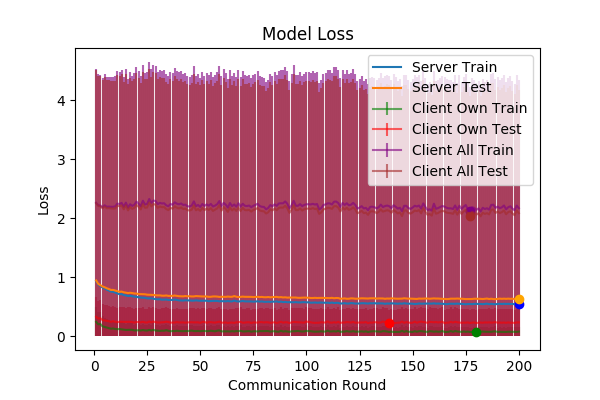 Model Loss
Server Train
Server Test
Client Own Train
Client Own Test
Client All Train
Client All Test
4
3
2
1
0
Loss
0 25 50 75 100 125 150 175 200
Communication Round